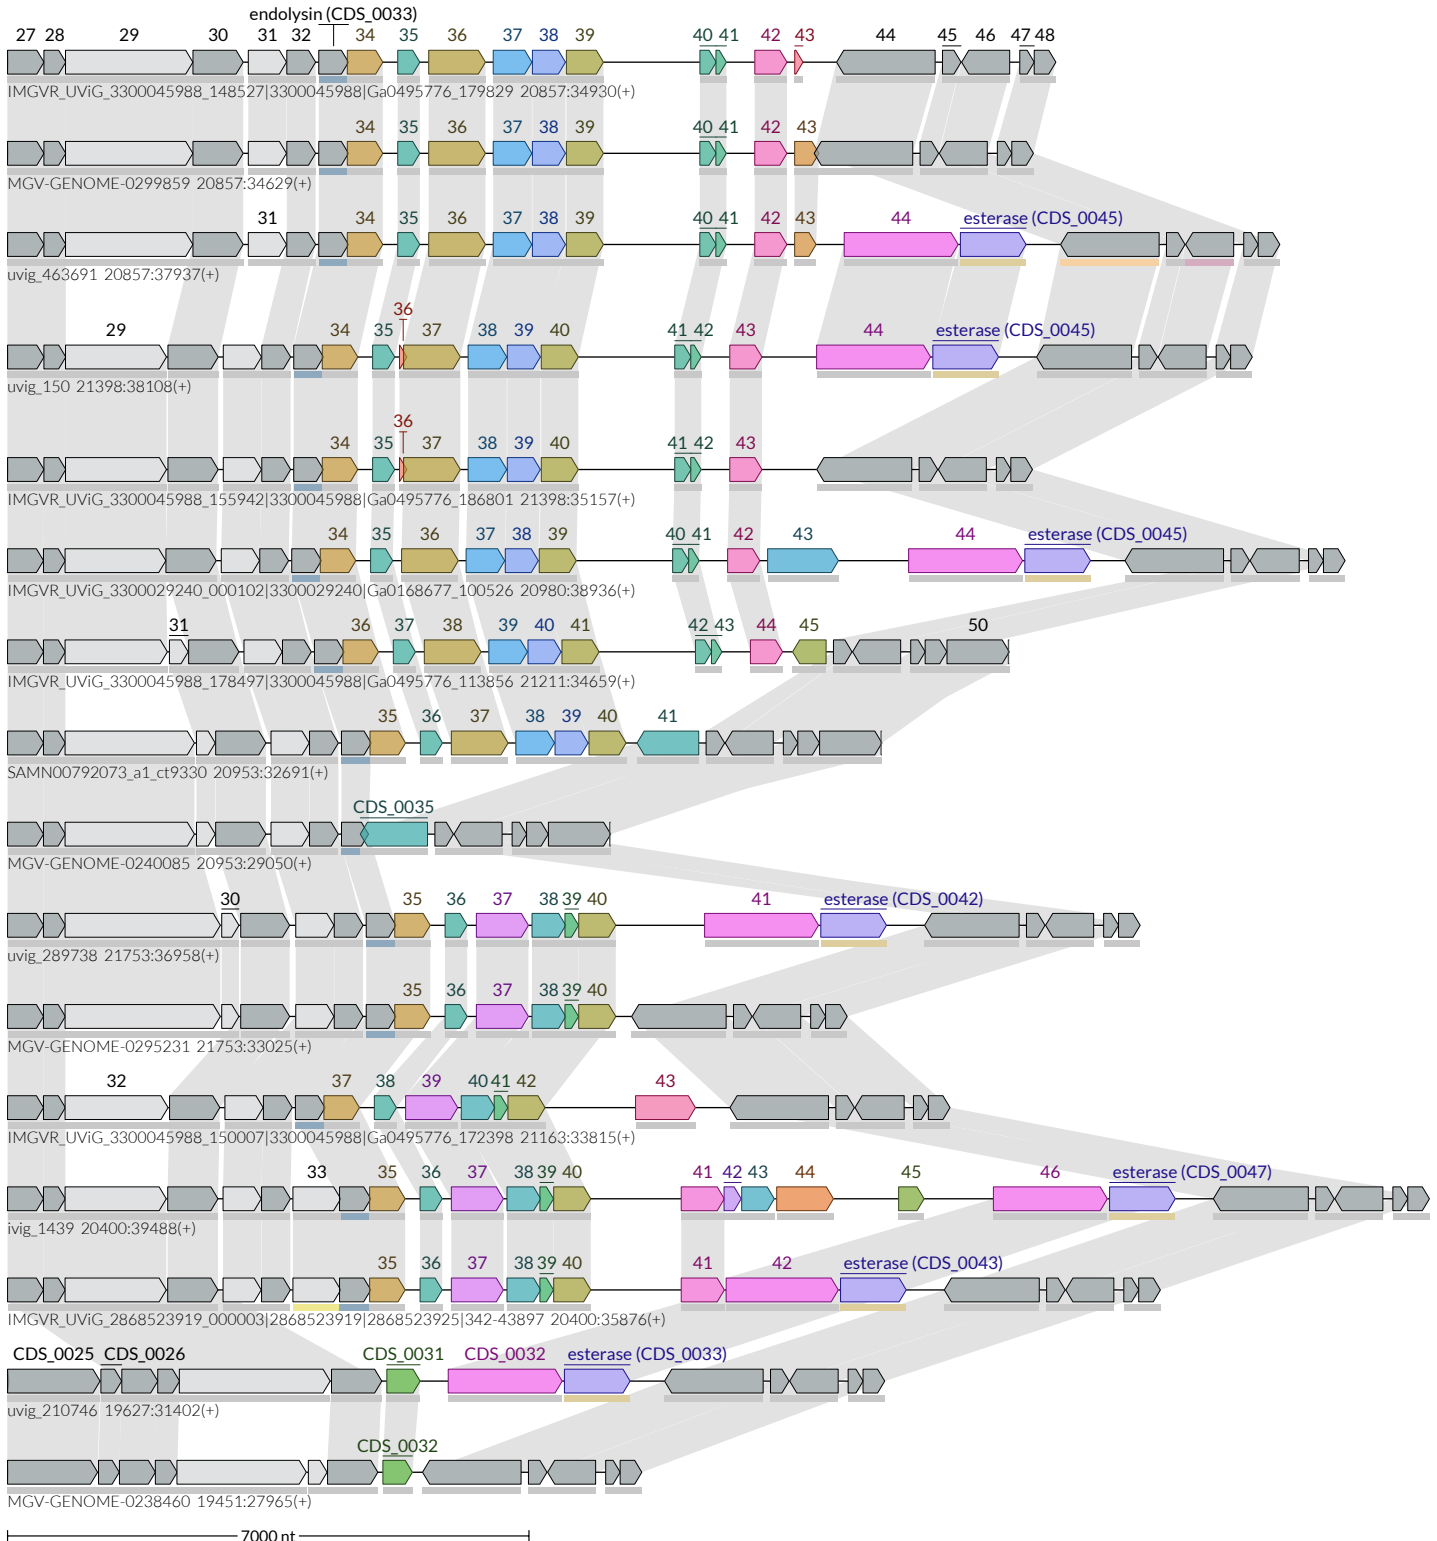 endolysin (CDS_0033)
27 28 29 30 31 32 34 35 36 37 38 39 40 41 42 43 44 45 46 47 48
IMGVR_UViG_3300045988_148527|3300045988|Ga0495776_179829 20857:34930(+)
34 35 36 37 38 39 40 41 42 43
MGV-GENOME-0299859 20857:34629(+)
31 34 35 36 37 38 39 40 41 42 43 44 esterase (CDS_0045)
uvig_463691 20857:37937(+)
36
29 34 35 37 38 39 40 41 42 43 44 esterase (CDS_0045)
uvig_150 21398:38108(+)
36
34 35 37 38 39 40 41 42 43
IMGVR_UViG_3300045988_155942|3300045988|Ga0495776_186801 21398:35157(+)
34 35 36 37 38 39 40 41 42 43 44 esterase (CDS_0045)
IMGVR_UViG_3300029240_000102|3300029240|Ga0168677_100526 20980:38936(+)
31 36 37 38 39 40 41 42 43 44 45 50
IMGVR_UViG_3300045988_178497|3300045988|Ga0495776_113856 21211:34659(+)
35 36 37 38 39 40 41
SAMN00792073_a1_ct9330 20953:32691(+)
CDS_0035
MGV-GENOME-0240085 20953:29050(+)
30 35 36 37 38 39 40 41 esterase (CDS_0042)
uvig_289738 21753:36958(+)
35 36 37 38 39 40
MGV-GENOME-0295231 21753:33025(+)
32 37 38 39 40 41 42 43
IMGVR_UViG_3300045988_150007|3300045988|Ga0495776_172398 21163:33815(+)
33 35 36 37 38 39 40 41 42 43 44 45 46 esterase (CDS_0047)
ivig_1439 20400:39488(+)
35 36 37 38 39 40 41 42 esterase (CDS_0043)
IMGVR_UViG_2868523919_000003|2868523919|2868523925|342-43897 20400:35876(+)
CDS_0025 CDS_0026 CDS_0031 CDS_0032 esterase (CDS_0033)
uvig_210746 19627:31402(+)
CDS_0032
MGV-GENOME-0238460 19451:27965(+)
7000 nt